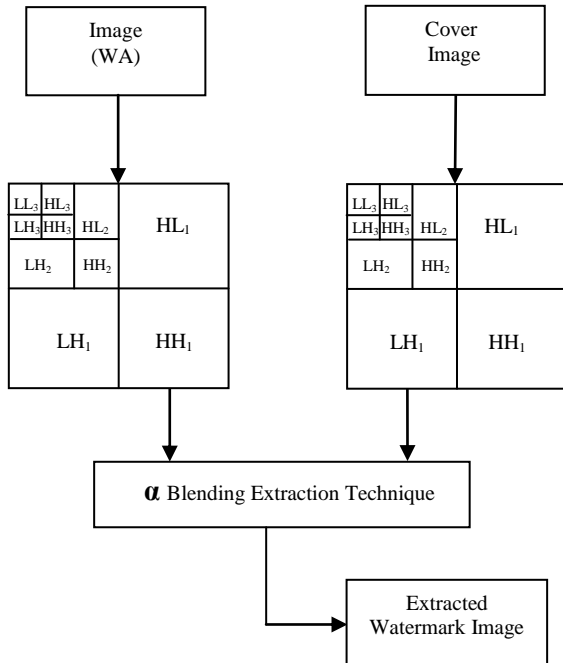 Image
(WA)
Cover
Image
LL₃ HL₃
LH₃ HH₃ HL₂
HL₁
LH₂ HH₂
LH₁ HH₁
LL₃ HL₃
LH₃ HH₃ HL₂
HL₁
LH₂ HH₂
LH₁ HH₁
α Blending Extraction Technique
Extracted
Watermark Image